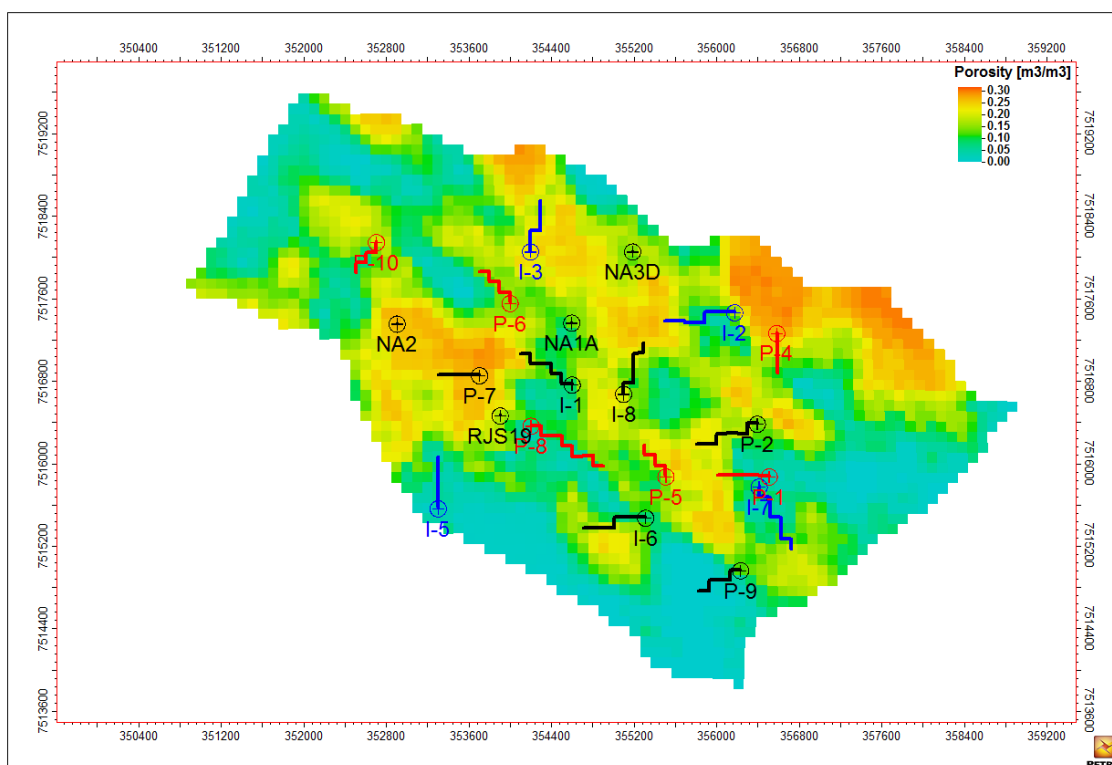 350400 351200 352000 352800 353600 354400 355200 356000 356800 357600 358400 359200
Porosity [m3/m3]
0.30
0.25
0.20
0.15
0.10
0.05
0.00
7519200 7519200
7518400 7518400
7517600 7517600
7516800 7516800
7516000 7516000
7515200 7515200
7514400 7514400
7513600 7513600
P-10
I-3
NA3D
P-6
I-2
NA2
NA1A
P-4
P-7
I-1
I-8
RJS19
P-8
P-2
P-5
P-1
I-7
I-5
I-6
P-9
350400 351200 352000 352800 353600 354400 355200 356000 356800 357600 358400 359200